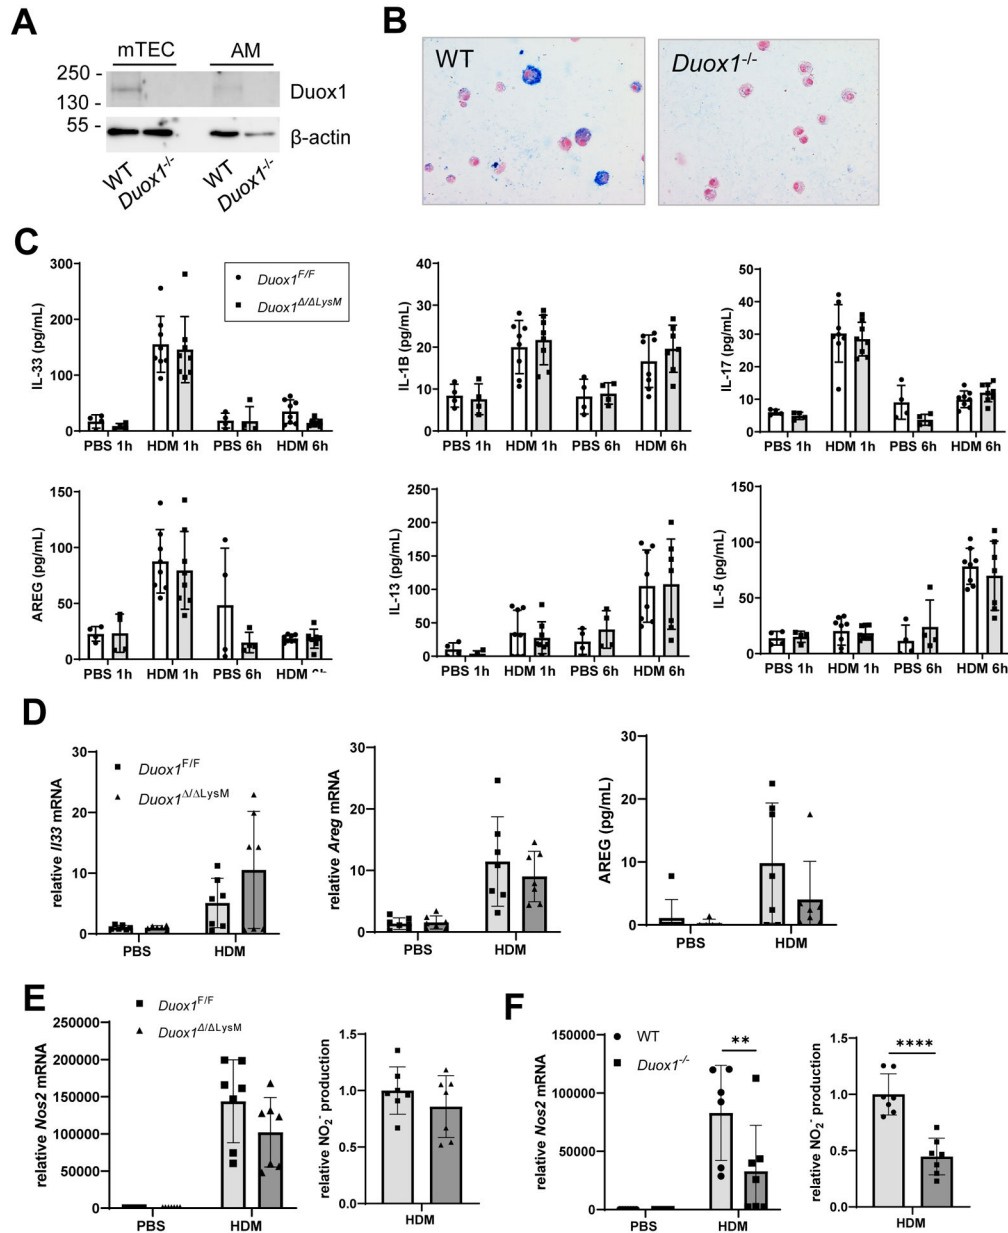 A
mTEC AM
250 -
130 -
55 -
Duox1
β-actin
WT
Duox1-/-
WT
Duox1-/-
B
WT
Duox1-/-
C
IL-33 (pg/mL)
300
200
100
0
PBS 1h HDM 1h PBS 6h HDM 6h
Duox1F/F
Duox1Δ/ΔLysM
IL-1B (pg/mL)
40
30
20
10
0
PBS 1h HDM 1h PBS 6h HDM 6h
IL-17 (pg/mL)
50
40
30
20
10
0
PBS 1h HDM 1h PBS 6h HDM 6h
AREG (pg/mL)
150
100
50
0
PBS 1h HDM 1h PBS 6h HDM
IL-13 (pg/mL)
250
200
150
100
50
0
PBS 1h HDM 1h PBS 6h HDM 6h
IL-5 (pg/mL)
150
100
50
0
PBS 1h HDM 1h PBS 6h HDM 6h
D
relative Il33 mRNA
30
20
10
0
PBS HDM
Duox1F/F
Duox1Δ/ΔLysM
relative Areg mRNA
30
20
10
0
PBS HDM
AREG (pg/mL)
30
20
10
0
PBS HDM
E
Duox1F/F
Duox1Δ/ΔLysM
relative Nos2 mRNA
250000
200000
150000
100000
50000
0
PBS HDM
relative NO2- production
1.5
1.0
0.5
0.0
HDM
F
WT
Duox1-/-
relative Nos2 mRNA
150000
100000
50000
0
**
PBS HDM
relative NO2- production
1.5
1.0
0.5
0.0
****
HDM